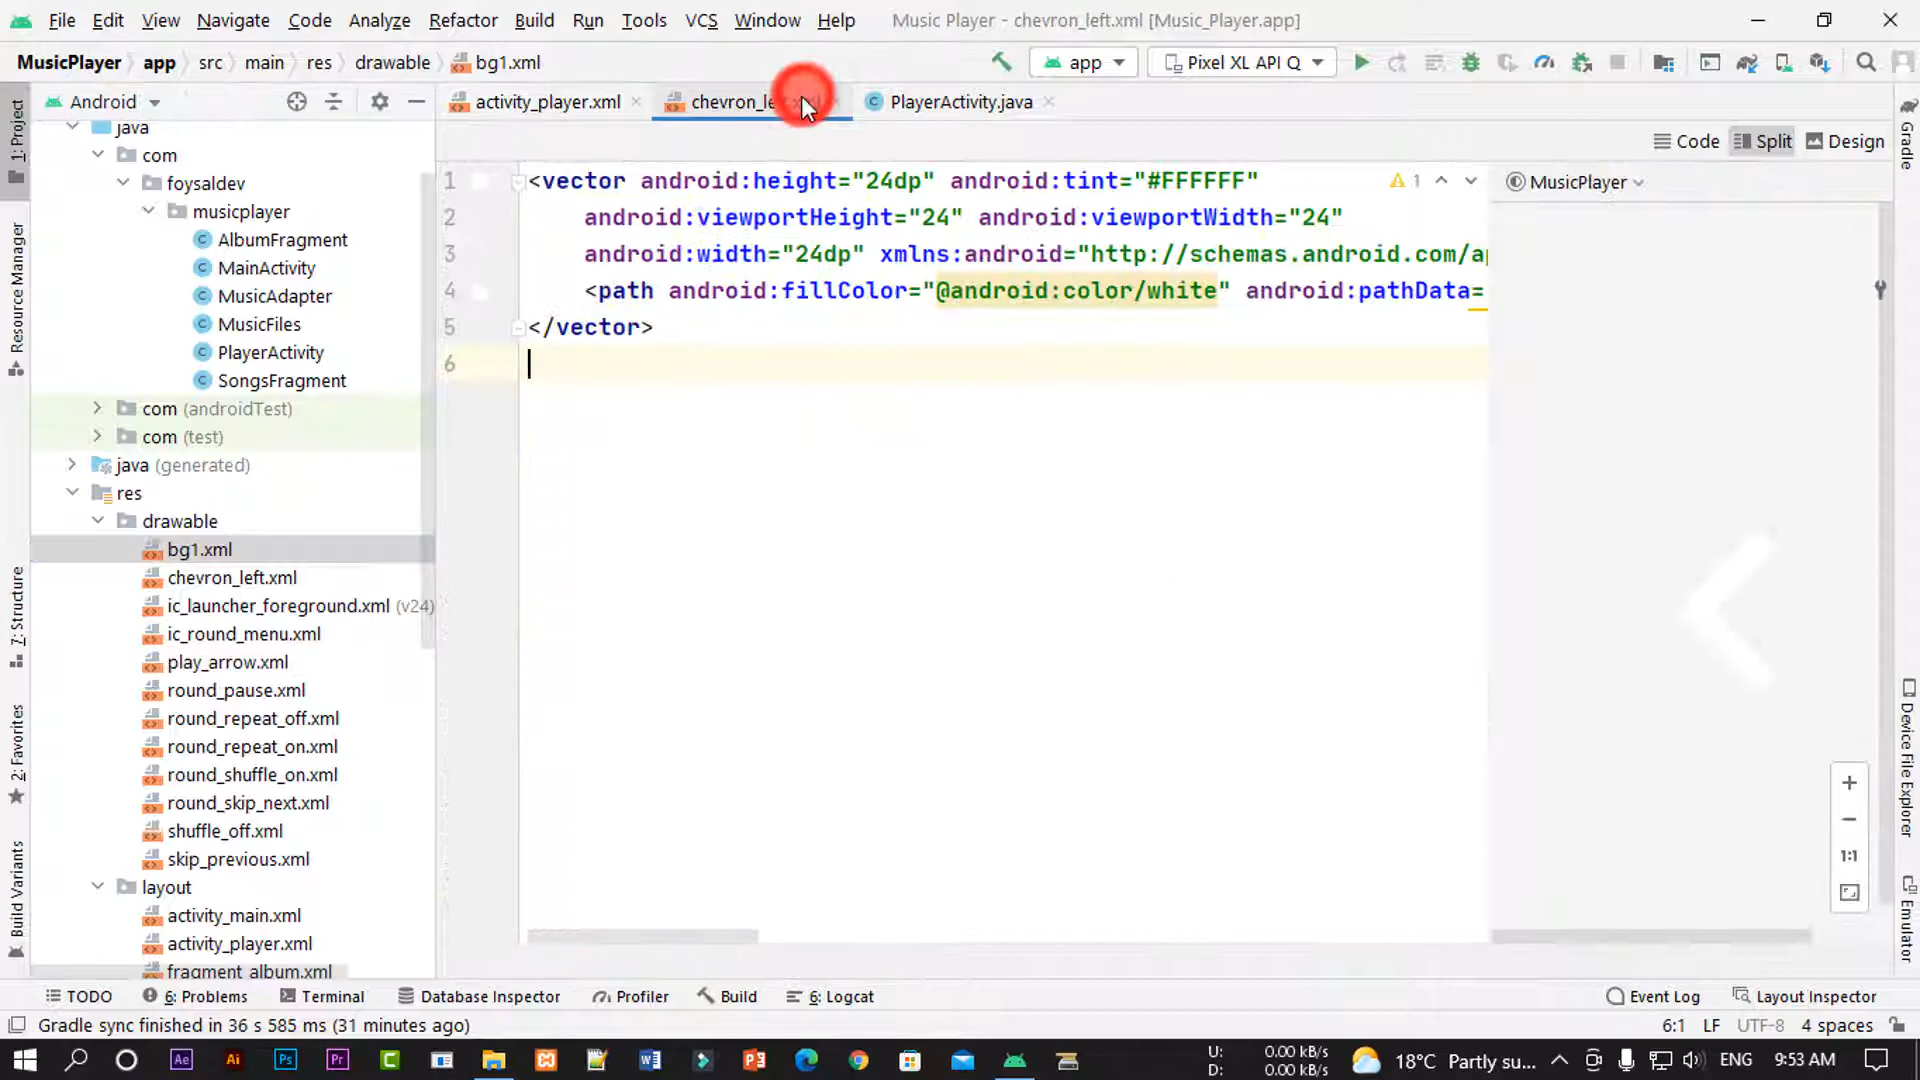 File Edit View Navigate Code Analyze Refactor Build Run Tools VCS Window Help Music Player - chevron_left.xml [Music_Player.app]
MusicPlayer app src main res drawable bg1.xml app Pixel XL API Q
Android activity_player.xml chevron_le PlayerActivity.java
Code Split Design
java
com
foysaldev
musicplayer
AlbumFragment
MainActivity
MusicAdapter
MusicFiles
PlayerActivity
SongsFragment
com (androidTest)
com (test)
java (generated)
res
drawable
bg1.xml
chevron_left.xml
ic_launcher_foreground.xml (v24)
ic_round_menu.xml
play_arrow.xml
round_pause.xml
round_repeat_off.xml
round_repeat_on.xml
round_shuffle_on.xml
round_skip_next.xml
shuffle_off.xml
skip_previous.xml
layout
activity_main.xml
activity_player.xml
fragment_album.xml
1 <vector android:height="24dp" android:tint="#FFFFFF"
2 android:viewportHeight="24" android:viewportWidth="24"
3 android:width="24dp" xmlns:android="http://schemas.android.com/ap
4 <path android:fillColor="@android:color/white" android:pathData=
5 </vector>
6
1
MusicPlayer
1:1
1: Project
Resource Manager
7: Structure
2: Favorites
Build Variants
Gradle
Device File Explorer
Emulator
TODO 6: Problems Terminal Database Inspector Profiler Build 6: Logcat Event Log Layout Inspector
Gradle sync finished in 36 s 585 ms (31 minutes ago) 6:1 LF UTF-8 4 spaces
Ae Ai Ps Pr C W P3 U: 0.00 kB/s D: 0.00 kB/s 18°C Partly su... ENG 9:53 AM